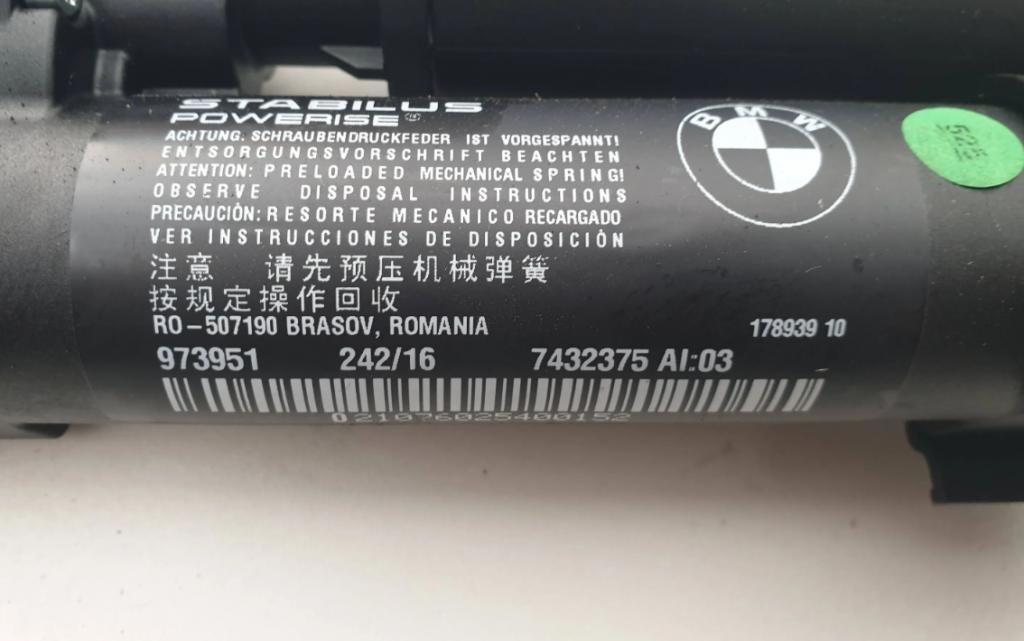 STABILUS
POWERISE®
ACHTUNG. SCHRAUBENDRUCKFEDER IST VORGESPANNT!
ENTSORGUNGSVORSCHRIFT BEACHTEN
ATTENTION: PRELOADED MECHANICAL SPRING!
OBSERVE DISPOSAL INSTRUCTIONS
PRECAUCIÓN: RESORTE MECANICO RECARGADO
VER INSTRUCCIONES DE DISPOSICIÓN
注意 请先预压机械弹簧
按规定操作回收
RO-507190 BRASOV, ROMANIA
178939 10
973951 242/16 7432375 AI:03
021076025400152
BMW